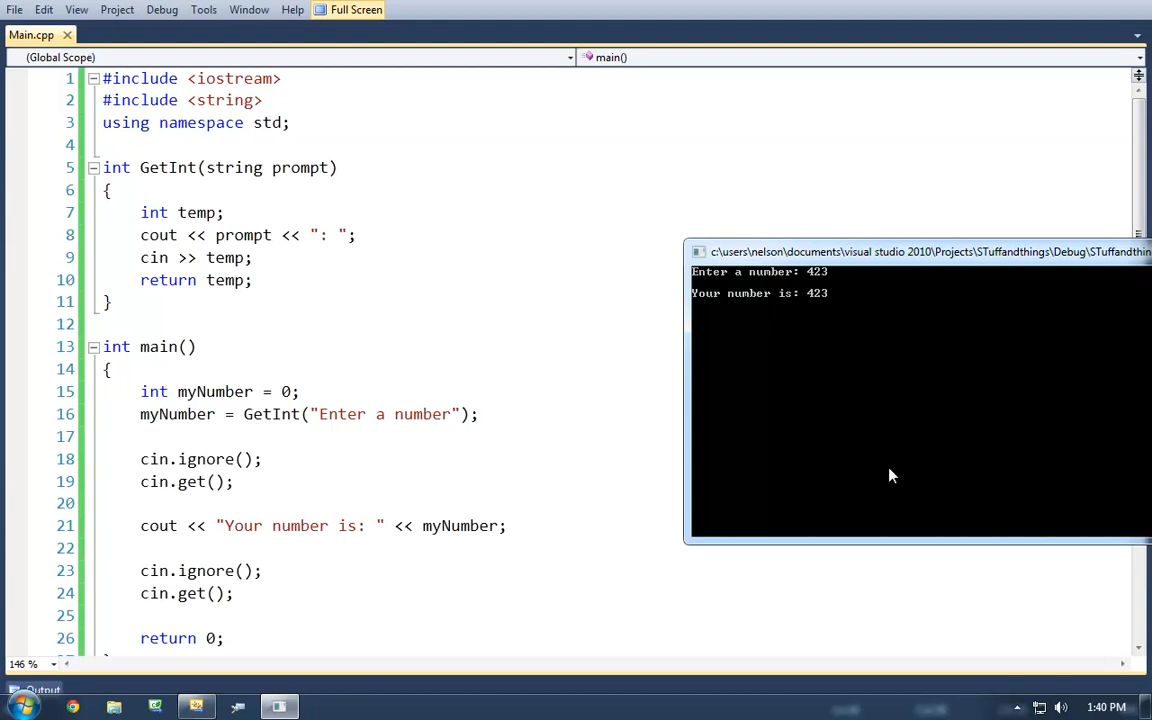 File Edit View Project Debug Tools Window Help Full Screen
Main.cpp
(Global Scope) main()
1 #include <iostream>
2 #include <string>
3 using namespace std;
4
5 int GetInt(string prompt)
6 {
7 int temp;
8 cout << prompt << ": ";
9 cin >> temp;
10 return temp;
11 }
12
13 int main()
14 {
15 int myNumber = 0;
16 myNumber = GetInt("Enter a number");
17
18 cin.ignore();
19 cin.get();
20
21 cout << "Your number is: " << myNumber;
22
23 cin.ignore();
24 cin.get();
25
26 return 0;
c:\users\nelson\documents\visual studio 2010\Projects\STuffandthings\Debug\STuffandthin
Enter a number: 423
Your number is: 423
146 %
Output
1:40 PM